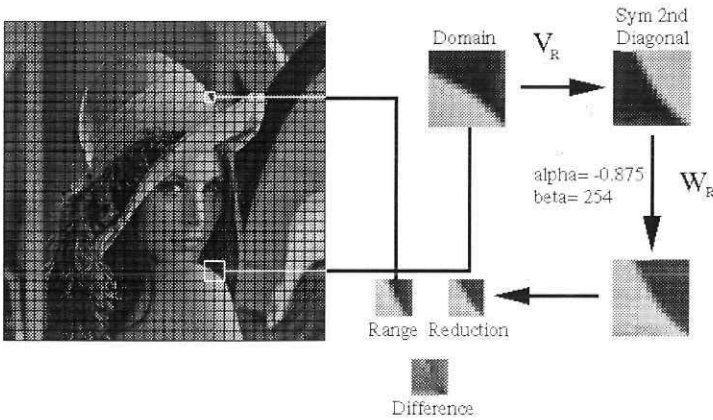 Domain
V_R
Sym 2nd
Diagonal
alpha= -0.875
beta= 254
W_R
Range
Reduction
Difference